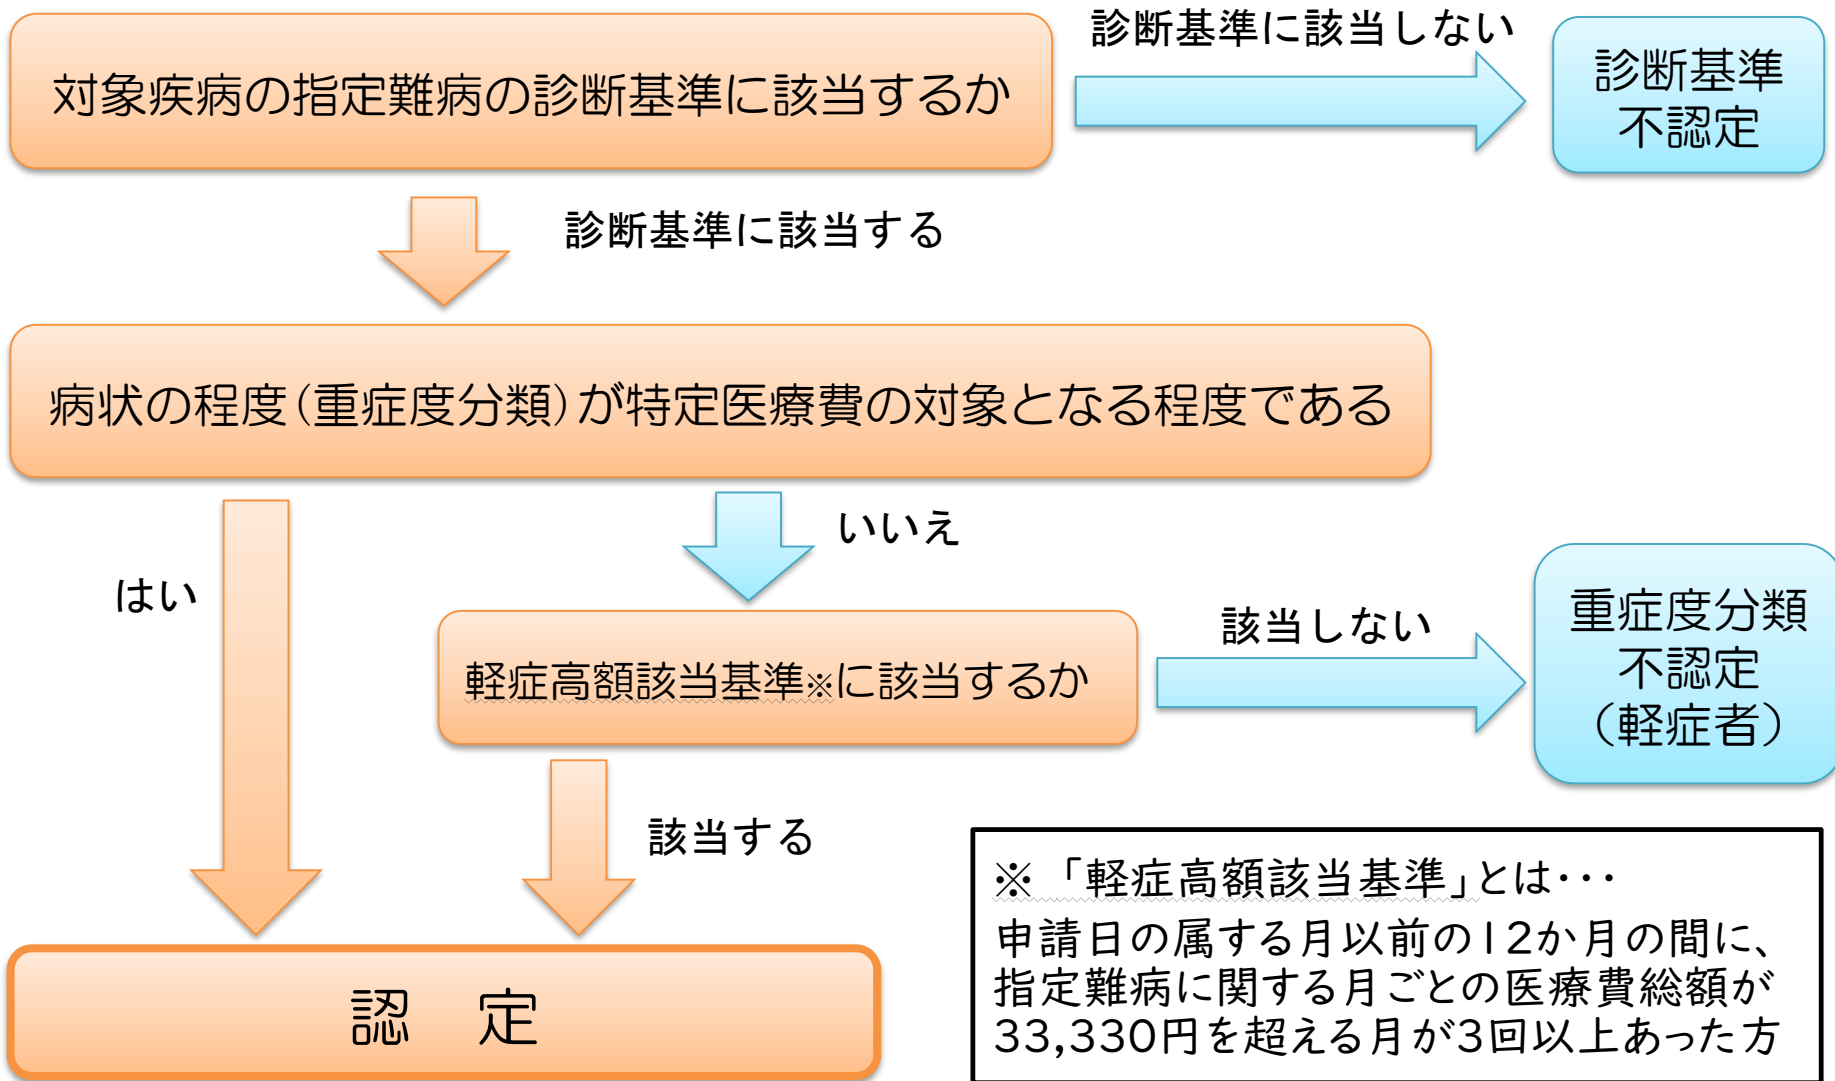 対象疾病の指定難病の診断基準に該当するか
診断基準に該当しない
診断基準
不認定
診断基準に該当する
病状の程度(重症度分類)が特定医療費の対象となる程度である
はい
いいえ
軽症高額該当基準※に該当するか
該当しない
重症度分類
不認定
(軽症者)
該当する
認　定
※「軽症高額該当基準」とは・・・
申請日の属する月以前の12か月の間に、
指定難病に関する月ごとの医療費総額が
33,330円を超える月が3回以上あった方